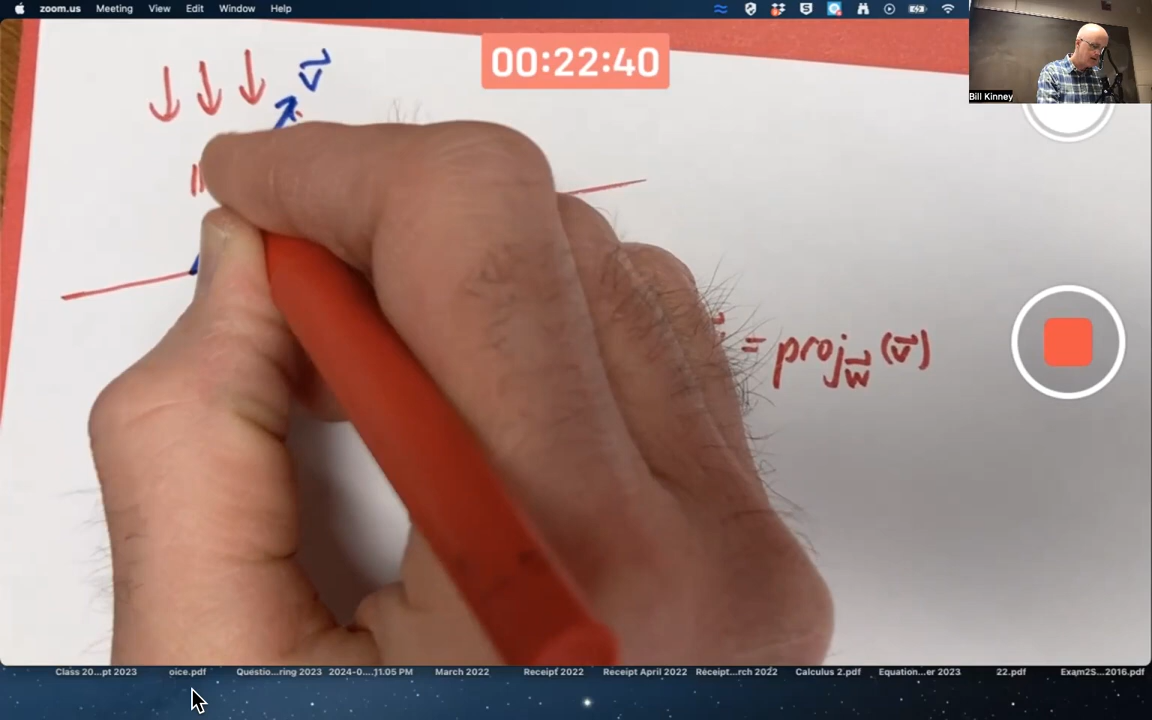 zoom.us Meeting View Edit Window Help
00:22:40
Bill Kinney
v⃗
= proj_w⃗ (v⃗)
Class 20...pt 2023 oice.pdf Questio...ring 2023 2024-0....11.05 PM March 2022 Receipt 2022 Receipt April 2022 Receipt...rch 2022 Calculus 2.pdf Equation...er 2023 22.pdf Exam2S...2016.pdf